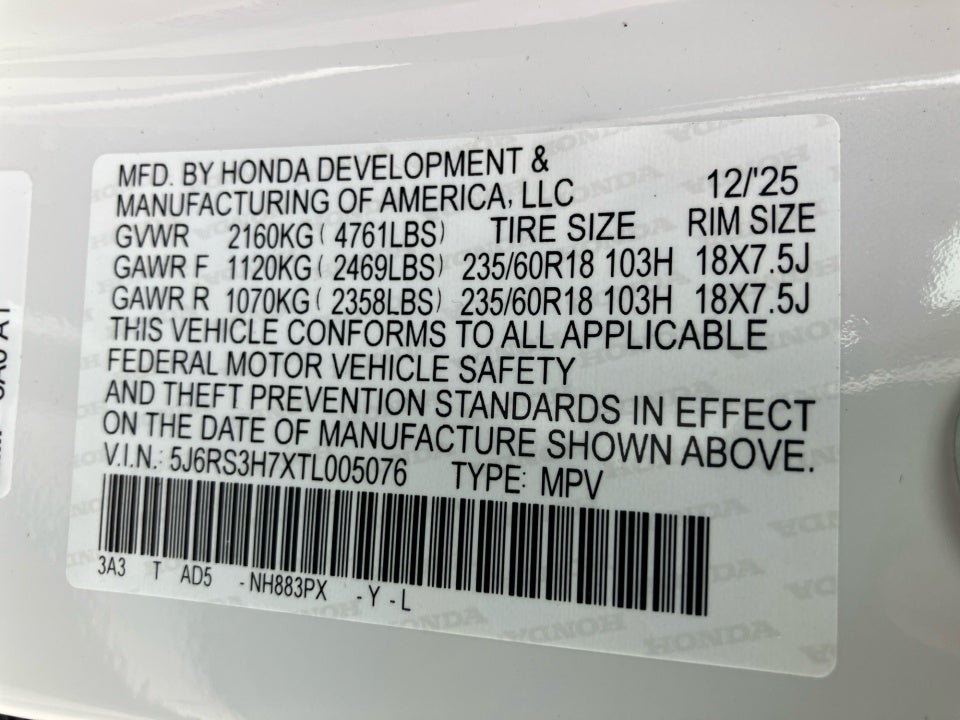 MFD. BY HONDA DEVELOPMENT &
MANUFACTURING OF AMERICA, LLC 12/'25
GVWR 2160KG ( 4761LBS) TIRE SIZE RIM SIZE
GAWR F 1120KG ( 2469LBS) 235/60R18 103H 18X7.5J
GAWR R 1070KG ( 2358LBS) 235/60R18 103H 18X7.5J
THIS VEHICLE CONFORMS TO ALL APPLICABLE
FEDERAL MOTOR VEHICLE SAFETY
AND THEFT PREVENTION STANDARDS IN EFFECT
ON THE DATE OF MANUFACTURE SHOWN ABOVE.
V.I.N.: 5J6RS3H7XTL005076 TYPE: MPV
3A3 T AD5 -NH883PX -Y-L
HONDA